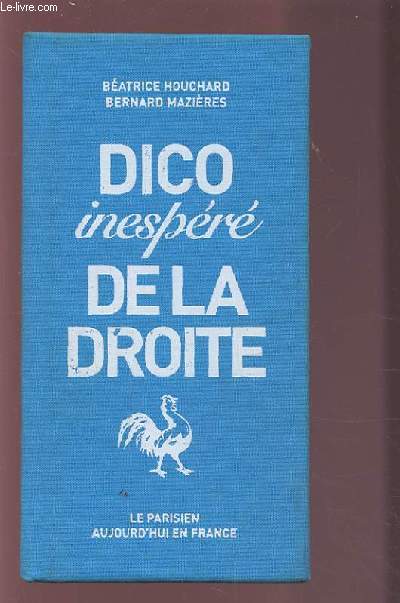 Le-livre.com
BÉATRICE HOUCHARD
BERNARD MAZIÈRES
DICO
inespéré
DE LA
DROITE
LE PARISIEN
AUJOURD'HUI EN FRANCE